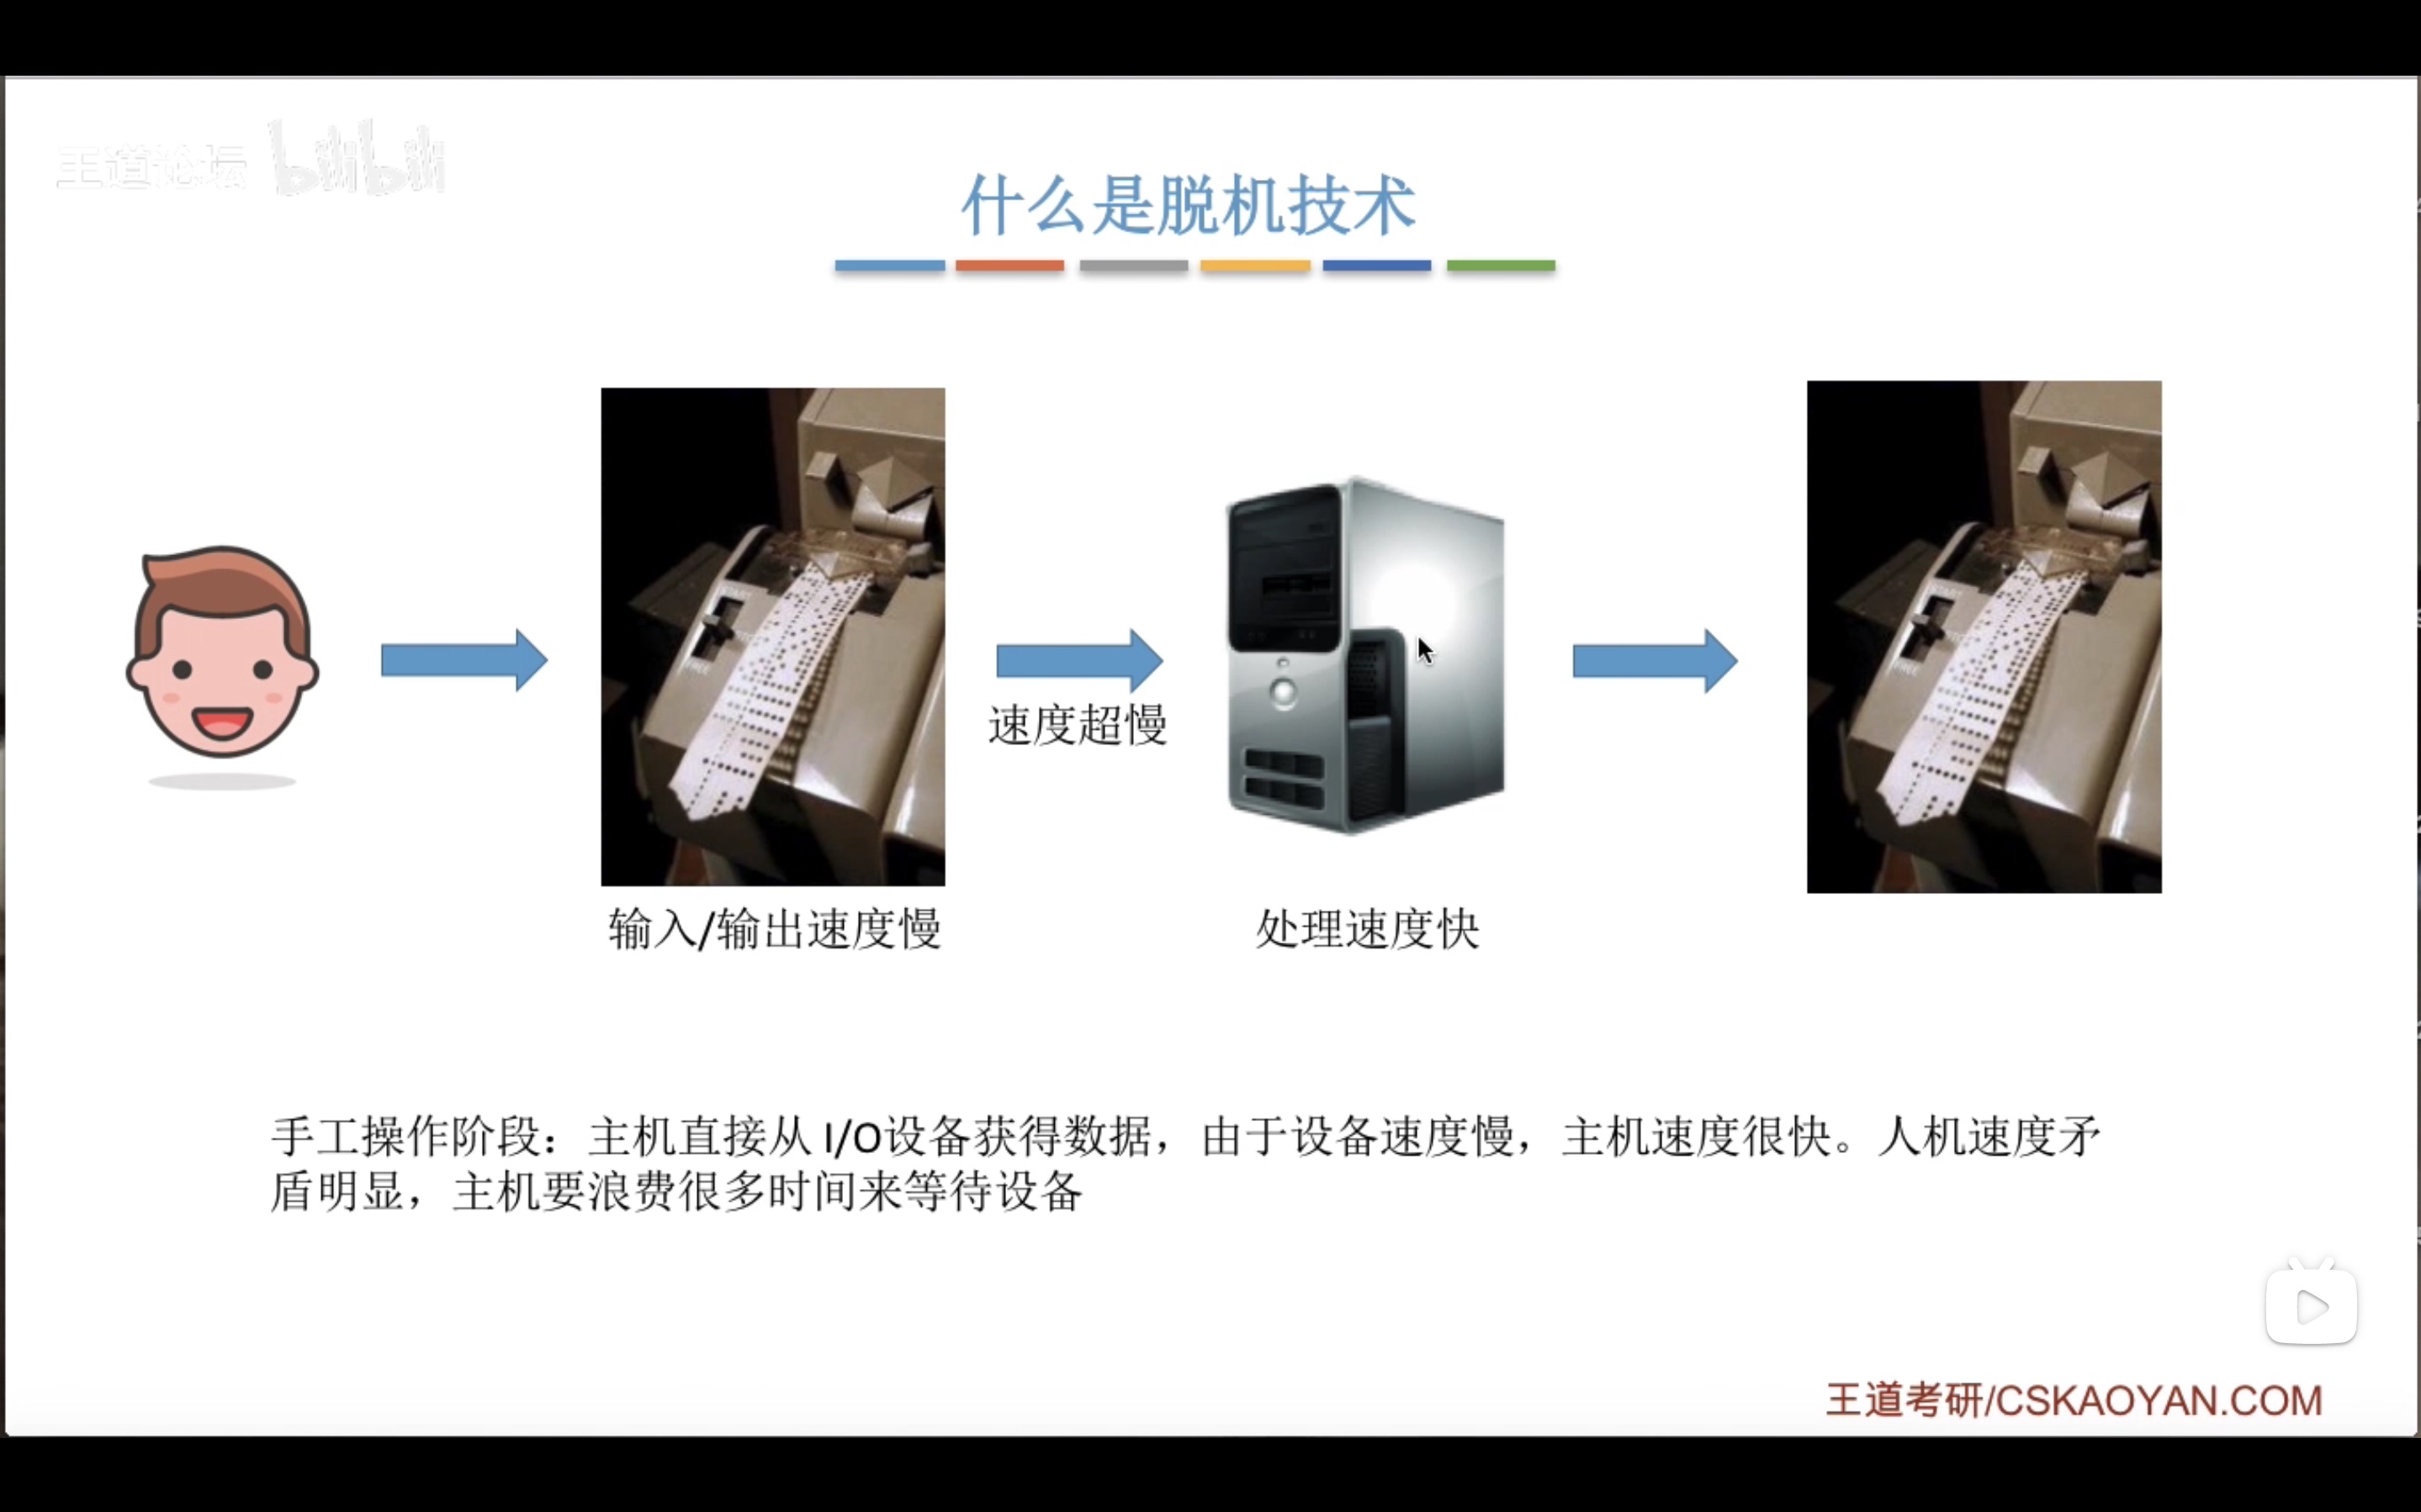 王道论坛 bilibili
什么是脱机技术
速度超慢
输入/输出速度慢
处理速度快
手工操作阶段：主机直接从 I/O设备获得数据，由于设备速度慢，主机速度很快。人机速度矛
盾明显，主机要浪费很多时间来等待设备
王道考研/CSKAOYAN.COM